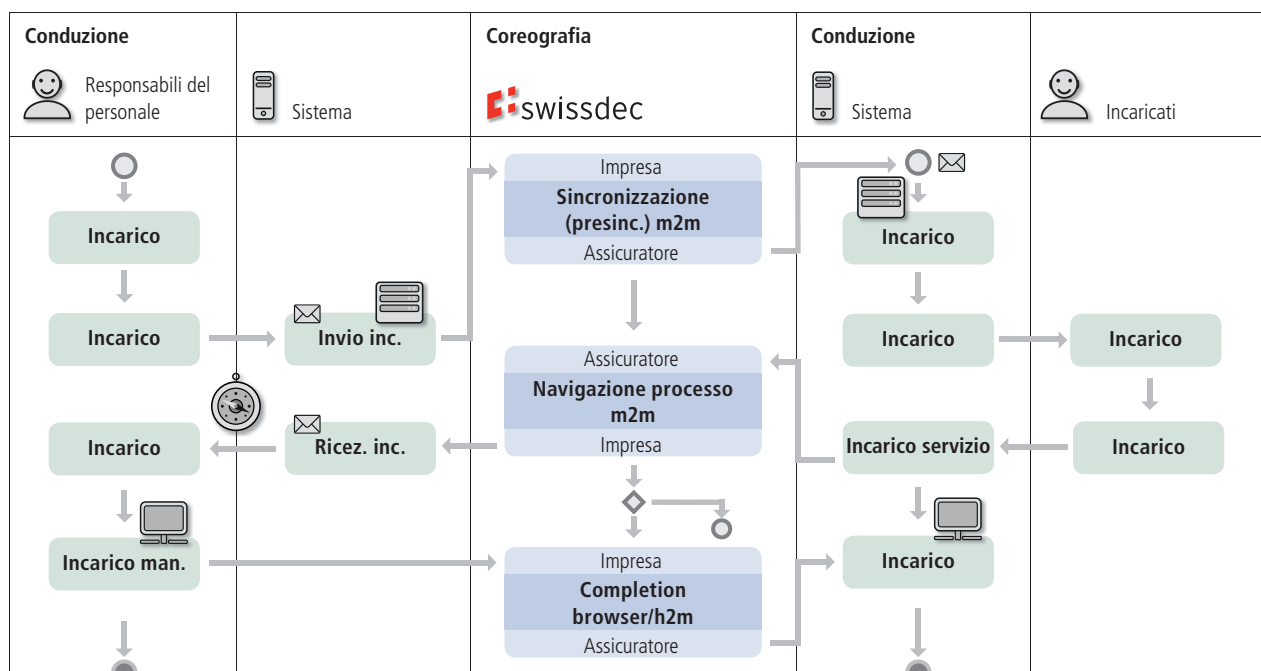 Conduzione
Coreografia
Conduzione
Responsabili del
personale
Sistema
swissdec
Sistema
Incaricati
Impresa
Sincronizzazione
(presinc.) m2m
Assicuratore
Incarico
Incarico
Incarico
Invio inc.
Incarico
Incarico
Assicuratore
Navigazione processo
m2m
Impresa
Incarico
Ricez. inc.
Incarico servizio
Incarico
Incarico man.
Impresa
Completion
browser/h2m
Assicuratore
Incarico